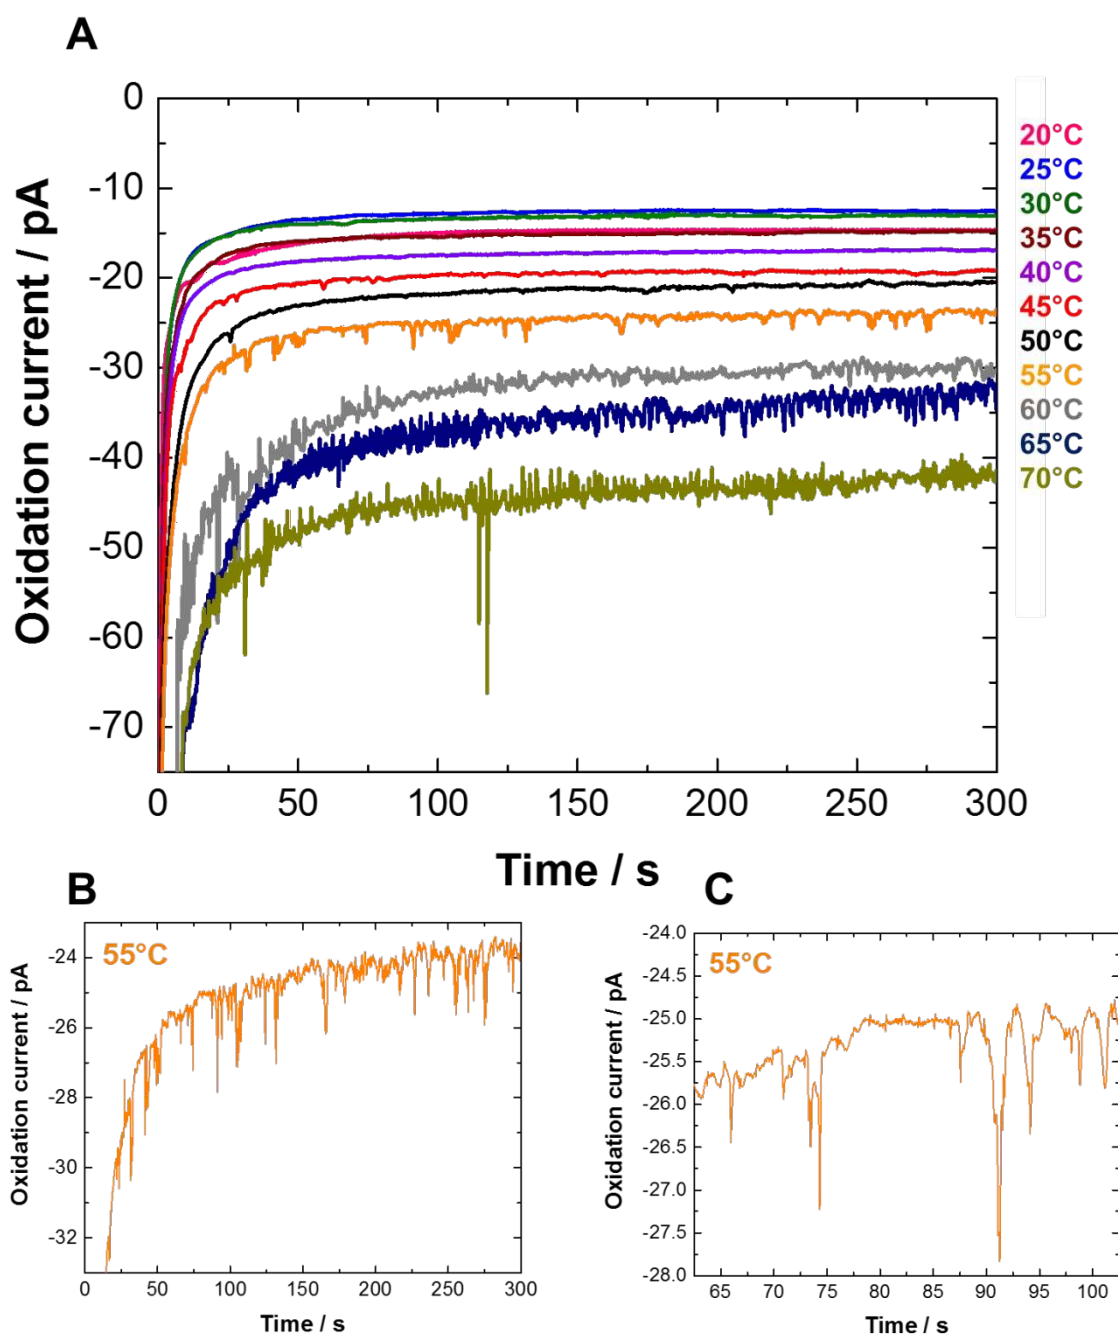 A
0
-10
-20
-30
-40
-50
-60
-70
Oxidation current / pA
0
50
100
150
200
250
300
Time / s
20°C
25°C
30°C
35°C
40°C
45°C
50°C
55°C
60°C
65°C
70°C
B
55°C
-24
-26
-28
-30
-32
Oxidation current / pA
0
50
100
150
200
250
300
Time / s
C
55°C
-24.0
-24.5
-25.0
-25.5
-26.0
-26.5
-27.0
-27.5
-28.0
Oxidation current / pA
65
70
75
80
85
90
95
100
Time / s